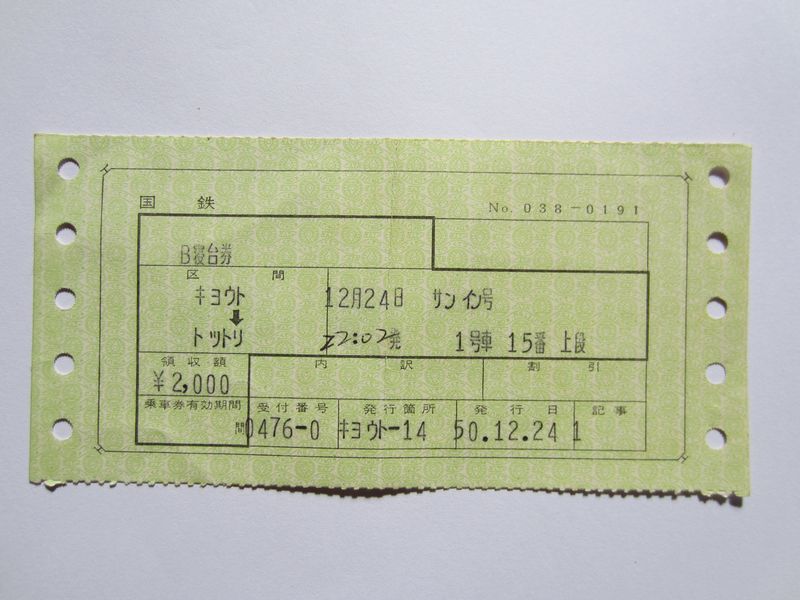 国鉄 No. 038-0191
B寝台券
区間
キョウト 12月24日 サンイン号
➡
トットリ 22:02発 1号車 15番 上段
領収額 内訳 割引
¥2,000
乗車券有効期間 受付番号 発行箇所 発行日 記事
間 0476-0 キョウト-14 50.12.24 1